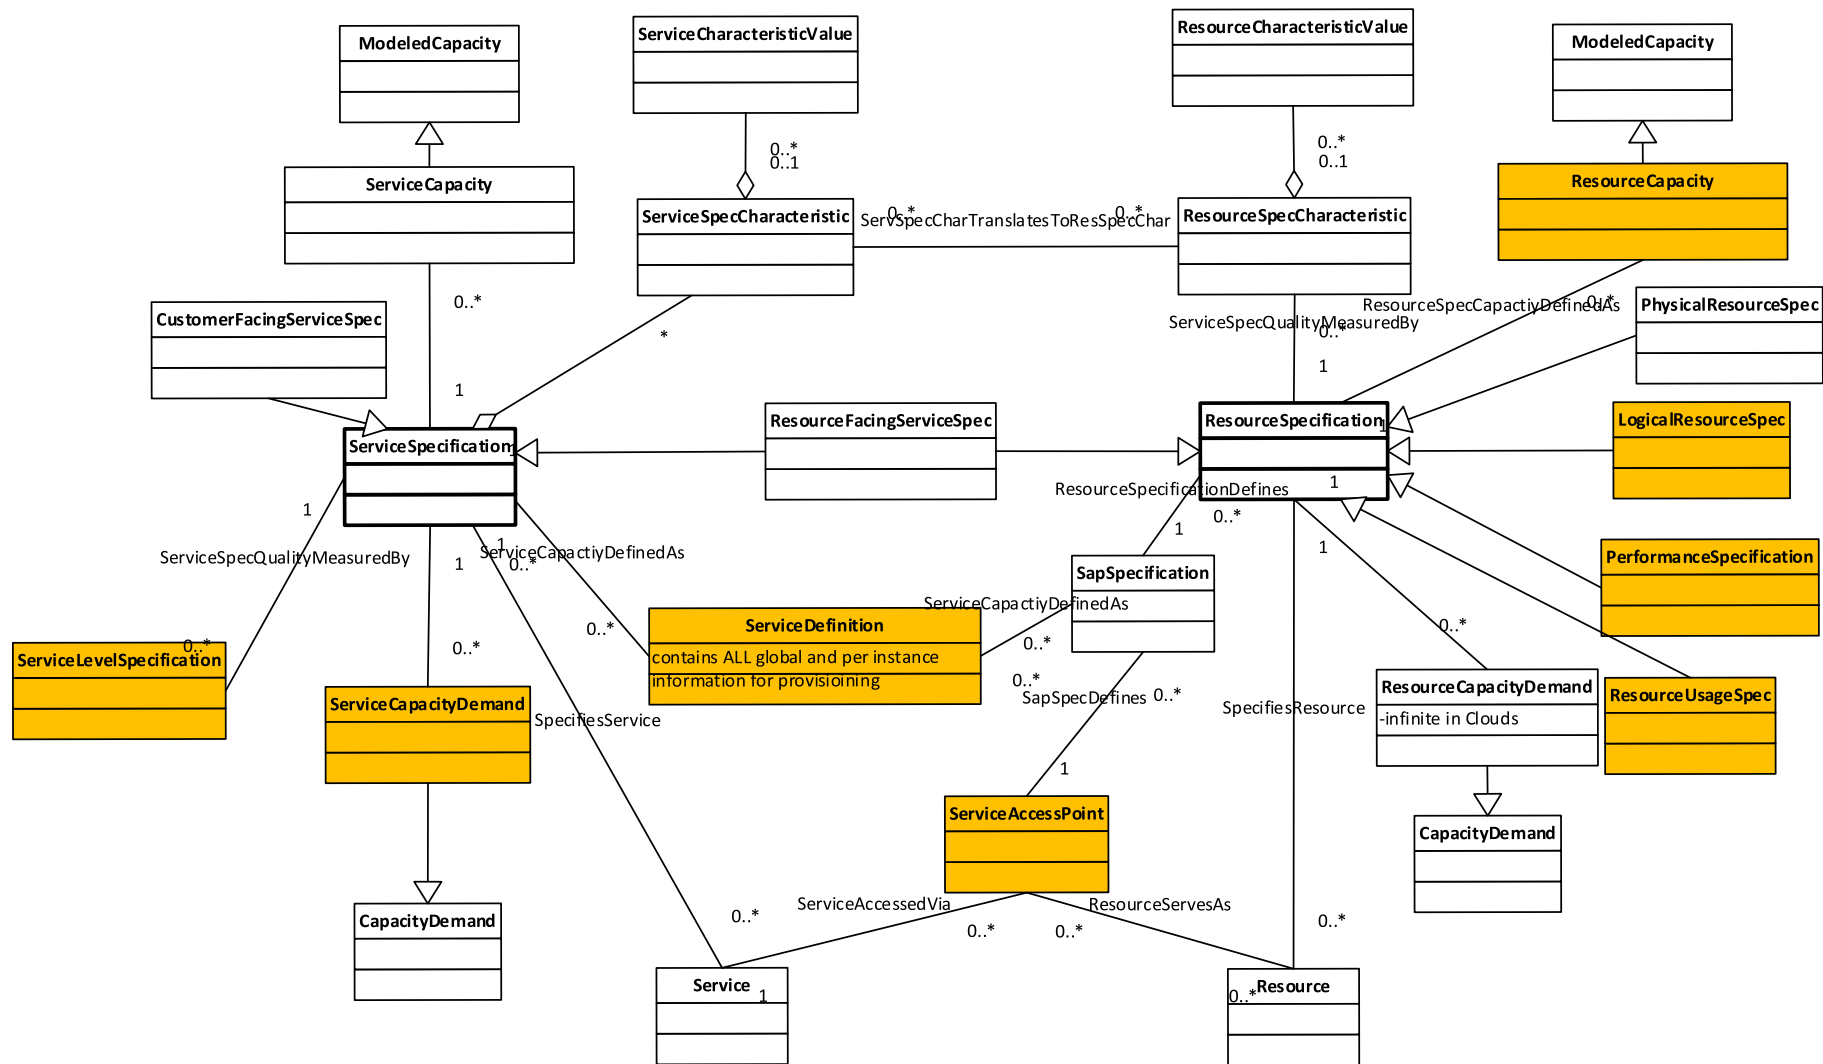 ModeledCapacity
ServiceCharacteristicValue
ResourceCharacteristicValue
ModeledCapacity
0..*
0..1
0..*
0..1
ServiceCapacity
ResourceCapacity
ServiceSpecCharacteristic
0..*
ServSpecCharTranslatesToResSpecChar
0..*
ResourceSpecCharacteristic
0..*
CustomerFacingServiceSpec
*
ResourceSpecCapactiyDefinedAs
0..*
PhysicalResourceSpec
ServiceSpecQualityMeasuredBy
0..*
1
1
ServiceSpecification
1
ResourceFacingServiceSpec
ResourceSpecification
1
LogicalResourceSpec
ResourceSpecificationDefines
1
1
0..*
1
1
ServiceSpecQualityMeasuredBy
1
1
ServiceCapactiyDefinedAs
0..*
1
PerformanceSpecification
SapSpecification
ServiceCapactiyDefinedAs
0..*
0..*
0..*
ServiceDefinition
contains ALL global and per instance
information for provisioining
0..*
0..*
0..*
ServiceLevelSpecification
SapSpecDefines
0..*
ServiceCapacityDemand
SpecifiesService
SpecifiesResource
ResourceCapacityDemand
-infinite in Clouds
ResourceUsageSpec
1
ServiceAccessPoint
CapacityDemand
CapacityDemand
0..*
ServiceAccessedVia
0..*
ResourceServesAs
0..*
0..*
Service
1
Resource
0..*